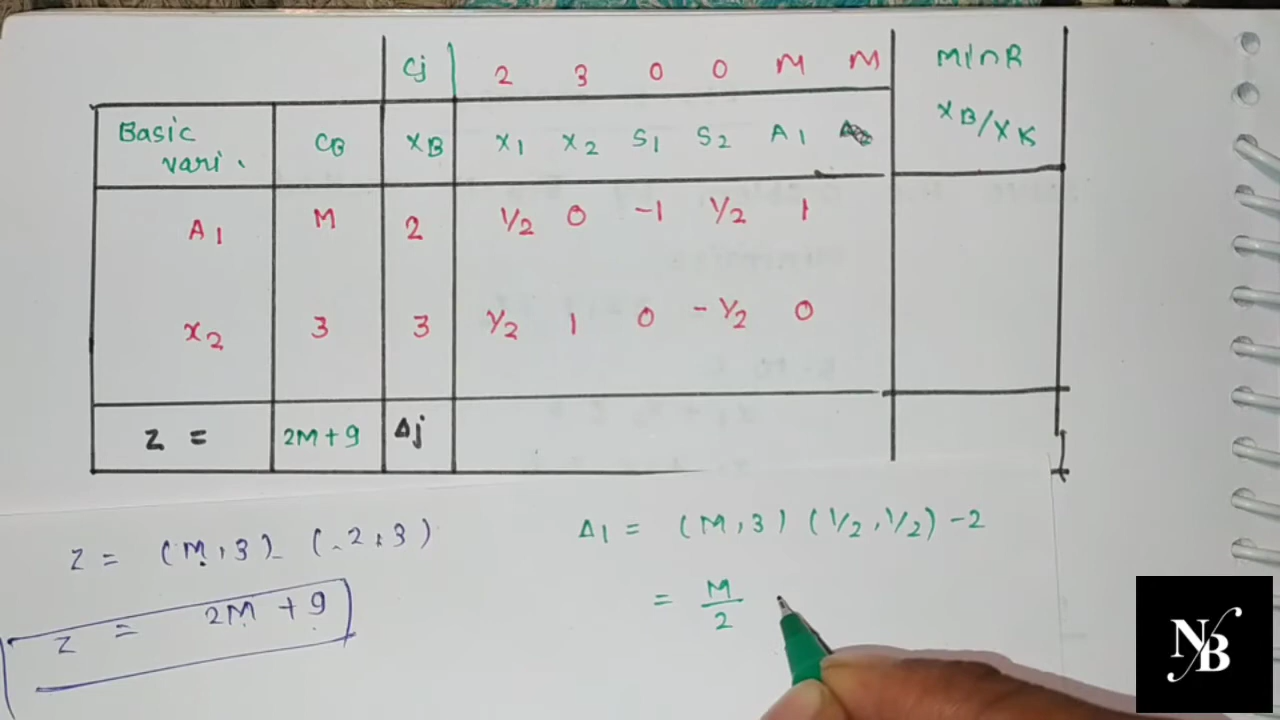 Cj 2 3 0 0 M M MinR
Basic vari. CB XB x1 x2 S1 S2 A1 XB/XK
A1 M 2 1/2 0 -1 1/2 1
x2 3 3 1/2 1 0 -1/2 0
Z = 2M+9 Δj
Z = (M,3) (2,3)
Z = 2M + 9
Δ1 = (M,3) (1/2,1/2) -2
= M/2
NB